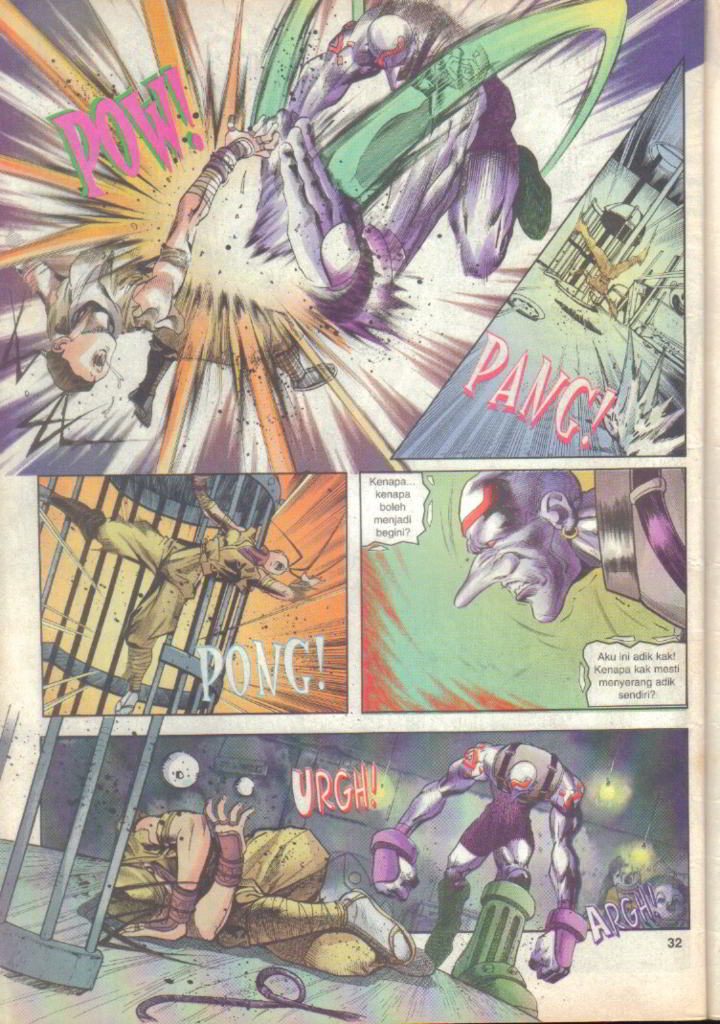 POW!
PANG!
PONG!
Kenapa...
kenapa
boleh
menjadi
begini?
Aku ini adik kak!
Kenapa kak mesti
menyerang adik
sendiri?
URGH!
ARGH!
32